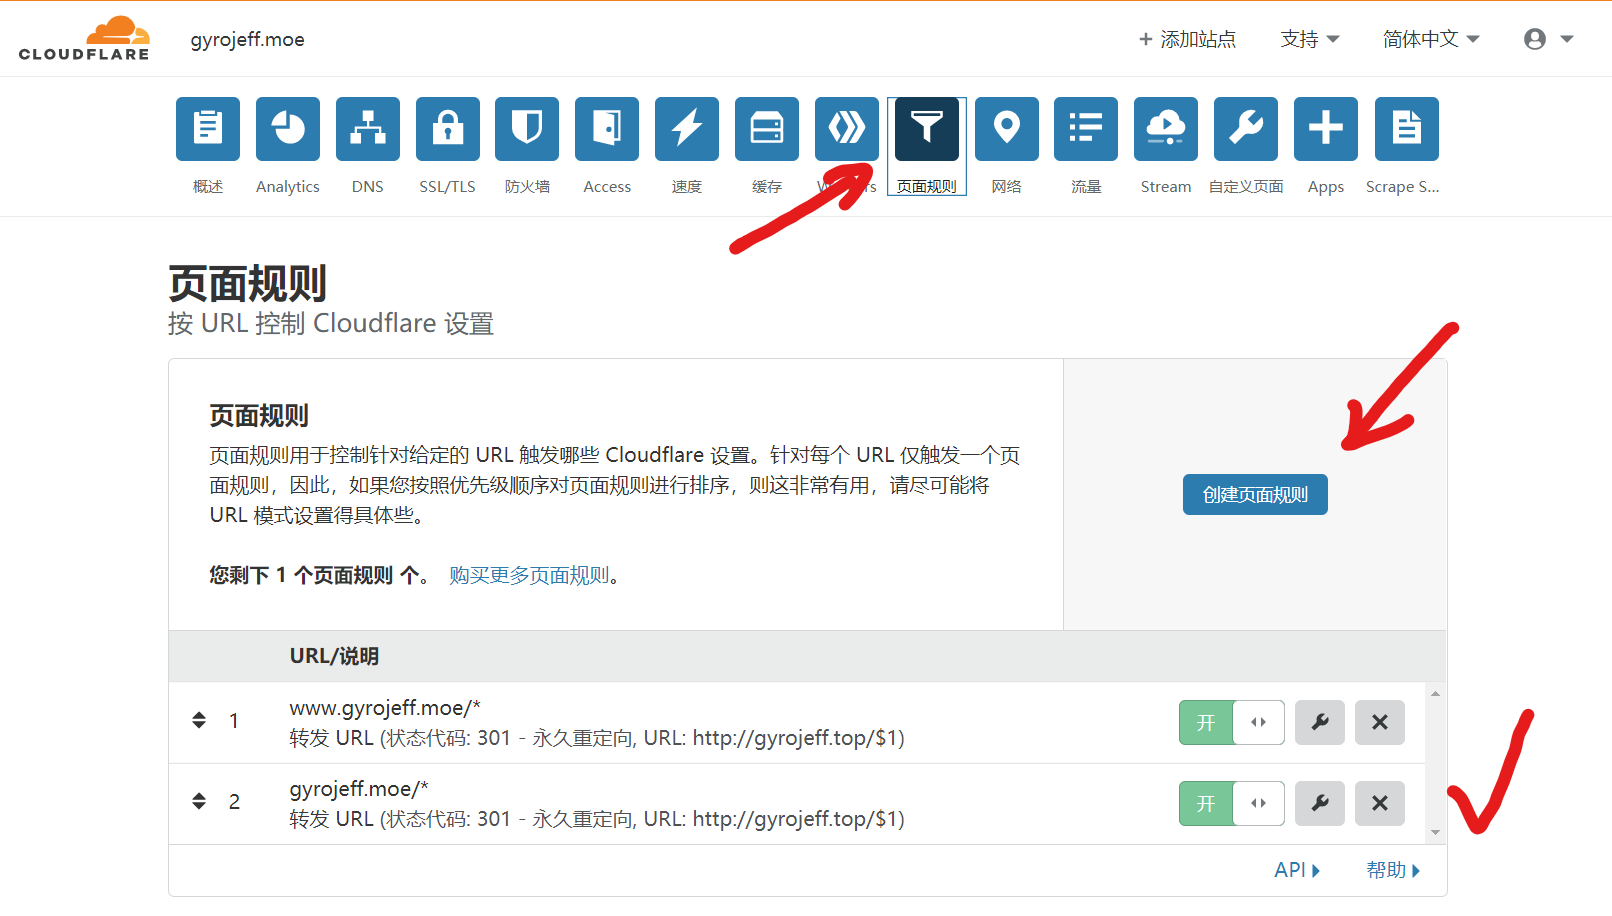 CLOUDFLARE
gyrojeff.moe
+ 添加站点
支持
简体中文
概述
Analytics
DNS
SSL/TLS
防火墙
Access
速度
缓存
页面规则
网络
流量
Stream
自定义页面
Apps
Scrape S...
页面规则
按 URL 控制 Cloudflare 设置
页面规则
页面规则用于控制针对给定的 URL 触发哪些 Cloudflare 设置。针对每个 URL 仅触发一个页
面规则，因此，如果您按照优先级顺序对页面规则进行排序，则这非常有用，请尽可能将
URL 模式设置得具体些。
您剩下 1 个页面规则 个。 购买更多页面规则。
创建页面规则
URL/说明
1
www.gyrojeff.moe/*
转发 URL (状态代码: 301 - 永久重定向, URL: http://gyrojeff.top/$1)
开
2
gyrojeff.moe/*
转发 URL (状态代码: 301 - 永久重定向, URL: http://gyrojeff.top/$1)
开
API
帮助